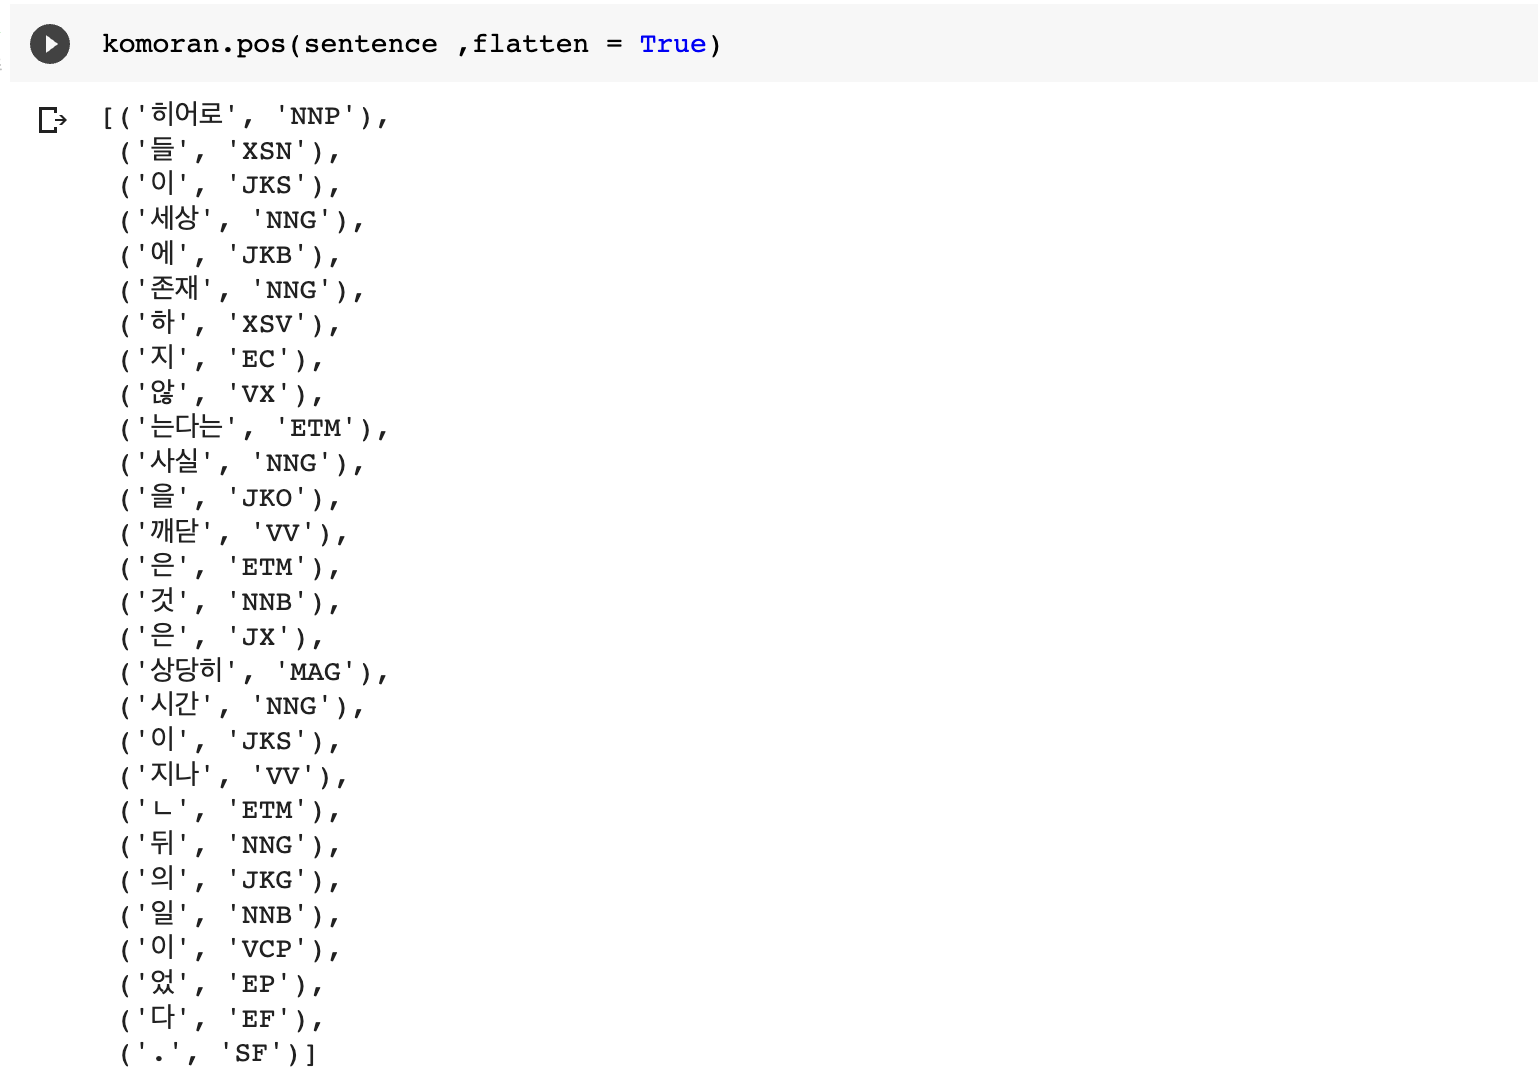 komoran.pos(sentence ,flatten = True)
[('히어로', 'NNP'),
('들', 'XSN'),
('이', 'JKS'),
('세상', 'NNG'),
('에', 'JKB'),
('존재', 'NNG'),
('하', 'XSV'),
('지', 'EC'),
('않', 'VX'),
('는다는', 'ETM'),
('사실', 'NNG'),
('을', 'JKO'),
('깨닫', 'VV'),
('은', 'ETM'),
('것', 'NNB'),
('은', 'JX'),
('상당히', 'MAG'),
('시간', 'NNG'),
('이', 'JKS'),
('지나', 'VV'),
('ㄴ', 'ETM'),
('뒤', 'NNG'),
('의', 'JKG'),
('일', 'NNB'),
('이', 'VCP'),
('었', 'EP'),
('다', 'EF'),
('.', 'SF')]